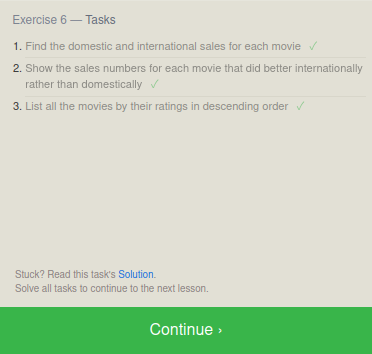 Exercise 6 — Tasks
1. Find the domestic and international sales for each movie ✓
2. Show the sales numbers for each movie that did better internationally
rather than domestically ✓
3. List all the movies by their ratings in descending order ✓
Stuck? Read this task's Solution.
Solve all tasks to continue to the next lesson.
Continue ›